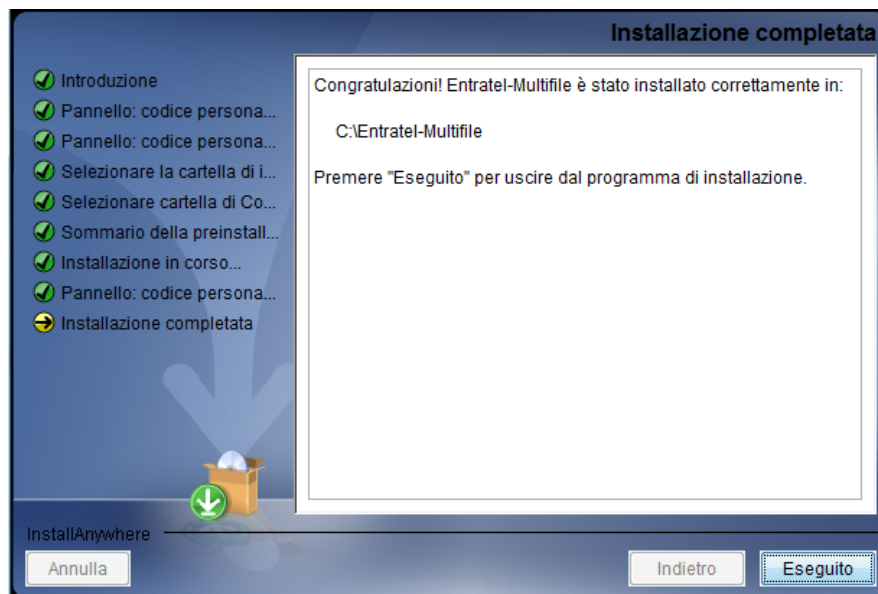 Installazione completata
Introduzione
Pannello: codice persona...
Pannello: codice persona...
Selezionare la cartella di i...
Selezionare cartella di Co...
Sommario della preinstall...
Installazione in corso...
Pannello: codice persona...
Installazione completata
Congratulazioni! Entratel-Multifile è stato installato correttamente in:
C:\Entratel-Multifile
Premere "Eseguito" per uscire dal programma di installazione.
InstallAnywhere
Annulla
Indietro
Eseguito